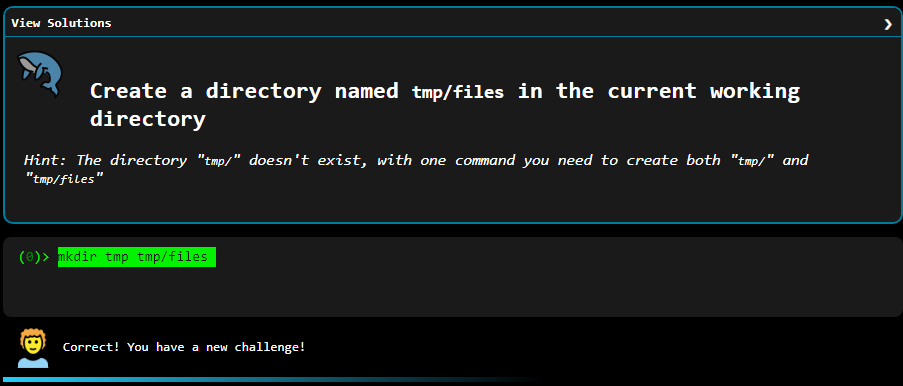 View Solutions
Create a directory named tmp/files in the current working
directory
Hint: The directory "tmp/" doesn't exist, with one command you need to create both "tmp/" and
"tmp/files"
(0)> mkdir tmp tmp/files
Correct! You have a new challenge!